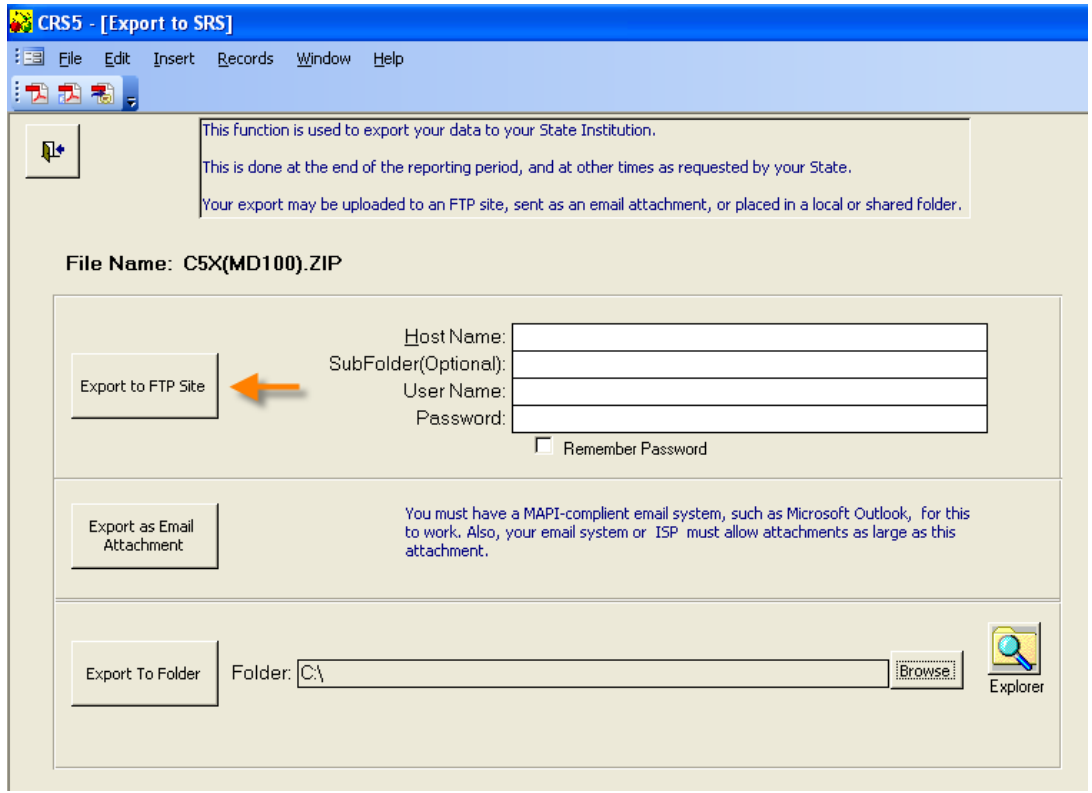 CRS5 - [Export to SRS]
File Edit Insert Records Window Help
This function is used to export your data to your State Institution.
This is done at the end of the reporting period, and at other times as requested by your State.
Your export may be uploaded to an FTP site, sent as an email attachment, or placed in a local or shared folder.
File Name: C5X(MD100).ZIP
Host Name:
SubFolder(Optional):
Export to FTP Site
User Name:
Password:
Remember Password
Export as Email
Attachment
You must have a MAPI-complient email system, such as Microsoft Outlook, for this
to work. Also, your email system or ISP must allow attachments as large as this
attachment.
Export To Folder
Folder: C:\
Browse
Explorer